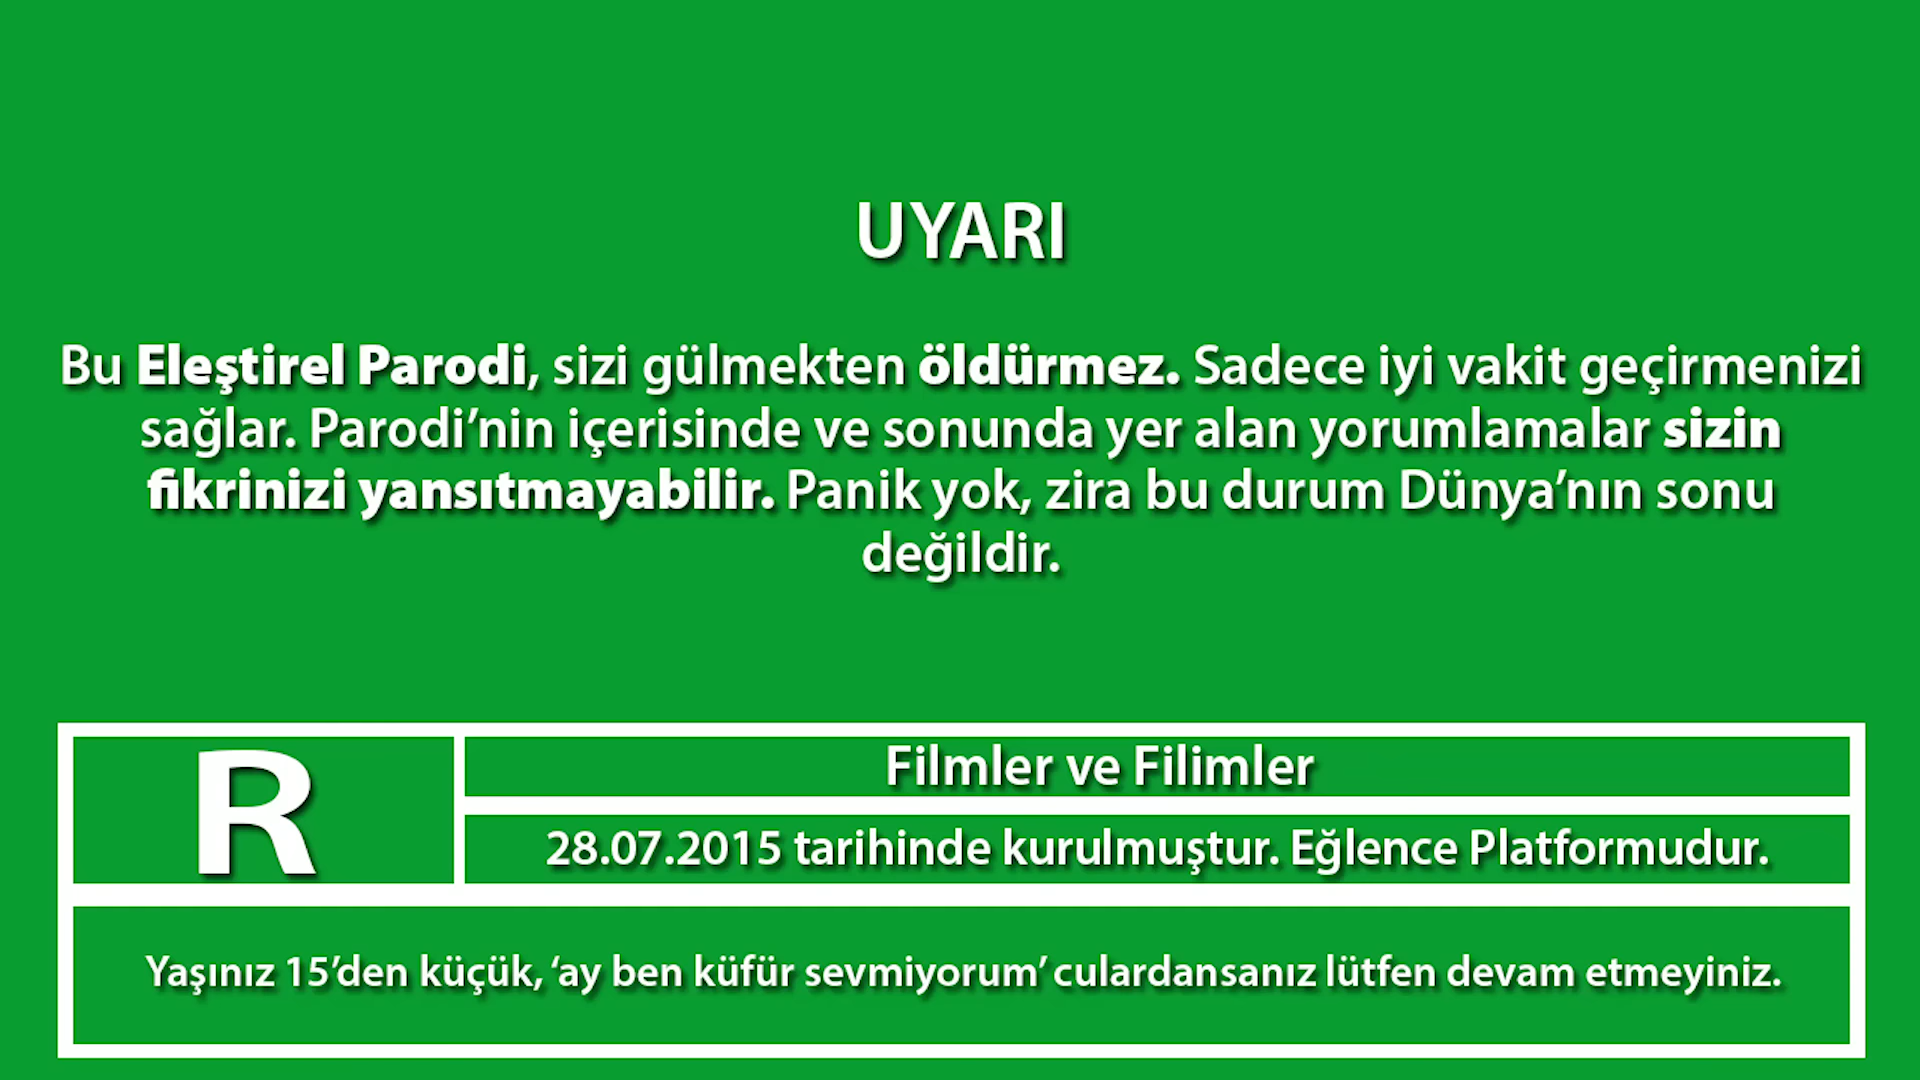 UYARI
Bu Eleştirel Parodi, sizi gülmekten öldürmez. Sadece iyi vakit geçirmenizi
sağlar. Parodi’nin içerisinde ve sonunda yer alan yorumlamalar sizin
fikrinizi yansıtmayabilir. Panik yok, zira bu durum Dünya’nın sonu
değildir.
R
Filmler ve Filimler
28.07.2015 tarihinde kurulmuştur. Eğlence Platformudur.
Yaşınız 15’den küçük, ‘ay ben küfür sevmiyorum’ culardansanız lütfen devam etmeyiniz.